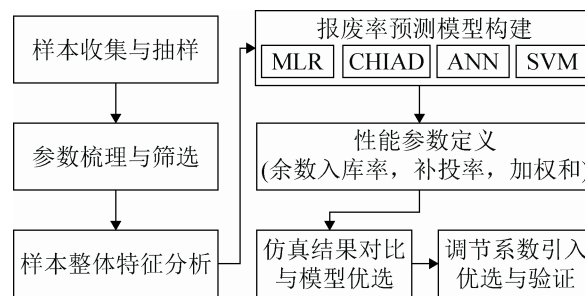 样本收集与抽样
参数梳理与筛选
样本整体特征分析
报废率预测模型构建
MLR CHIAD ANN SVM
性能参数定义
(余数入库率，补投率，加权和)
仿真结果对比
与模型优选
调节系数引入
优选与验证